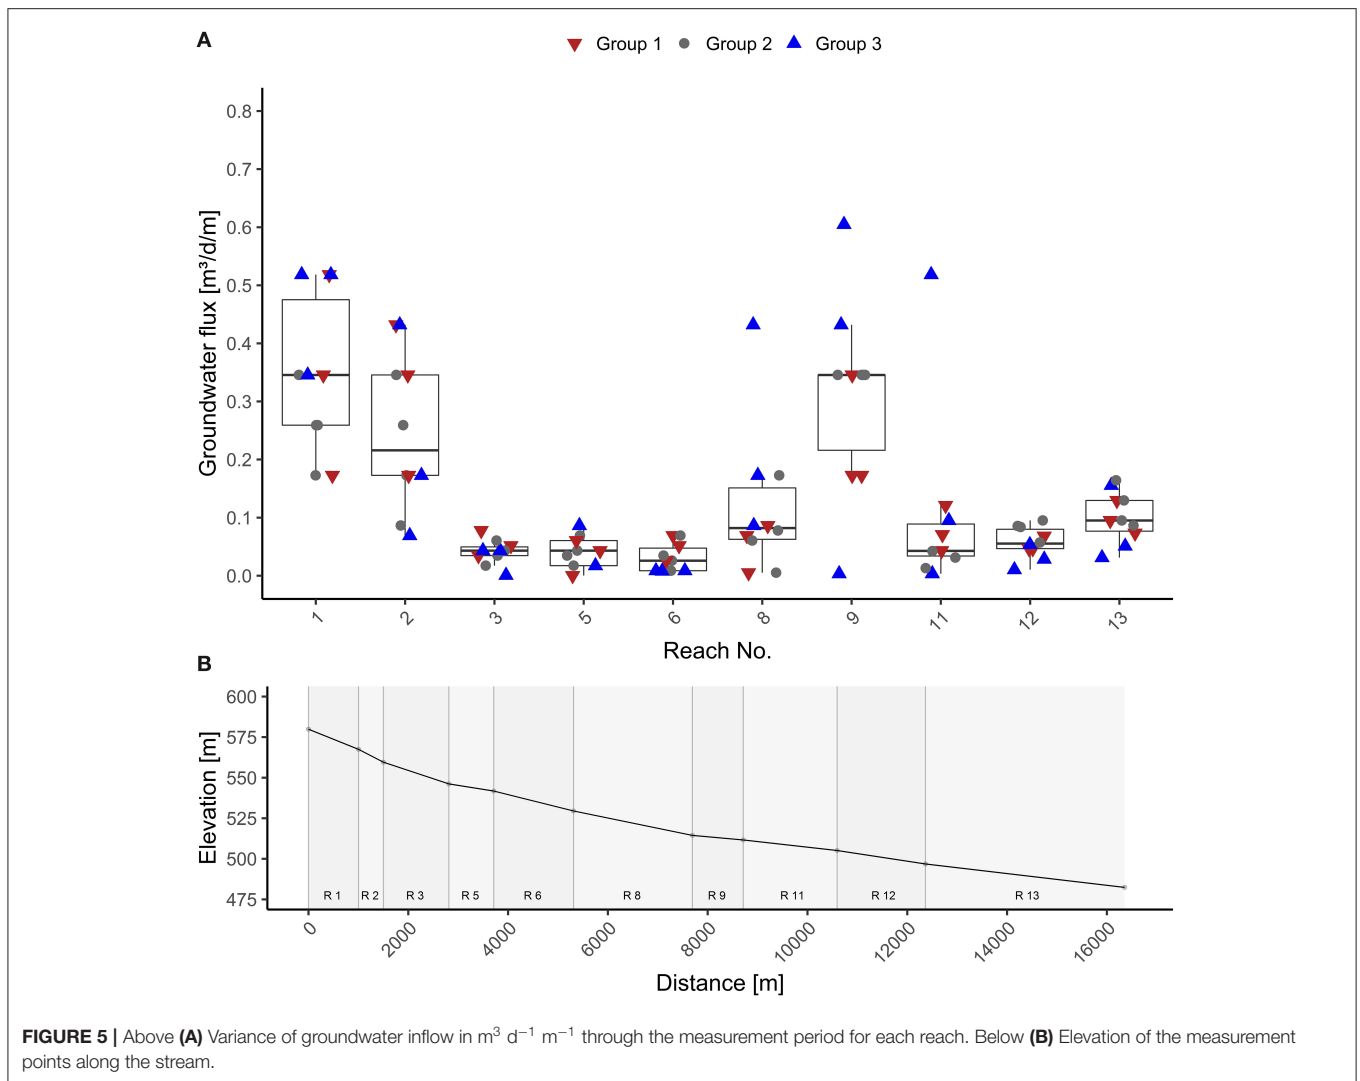 A
Group 1 Group 2 Group 3
0.8
0.7
0.6
0.5
0.4
0.3
0.2
0.1
0.0
Groundwater flux [m³/d/m]
1 2 3 5 6 8 9 11 12 13
Reach No.
B
600
575
550
525
500
475
Elevation [m]
R 1 R 2 R 3 R 5 R 6 R 8 R 9 R 11 R 12 R 13
0 2000 4000 6000 8000 10000 12000 14000 16000
Distance [m]
FIGURE 5 | Above (A) Variance of groundwater inflow in m³ d⁻¹ m⁻¹ through the measurement period for each reach. Below (B) Elevation of the measurement
points along the stream.